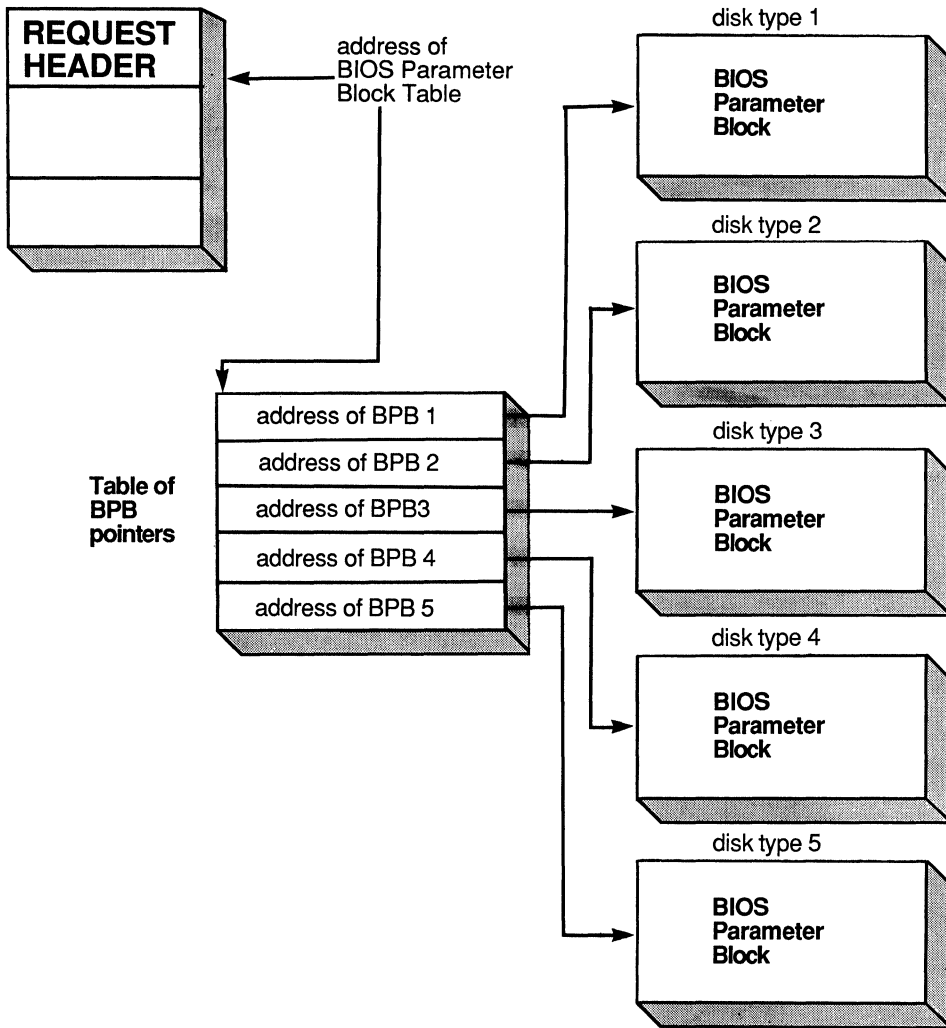 REQUEST
HEADER
address of
BIOS Parameter
Block Table
Table of
BPB
pointers
address of BPB 1
address of BPB 2
address of BPB3
address of BPB 4
address of BPB 5
disk type 1
BIOS
Parameter
Block
disk type 2
BIOS
Parameter
Block
disk type 3
BIOS
Parameter
Block
disk type 4
BIOS
Parameter
Block
disk type 5
BIOS
Parameter
Block